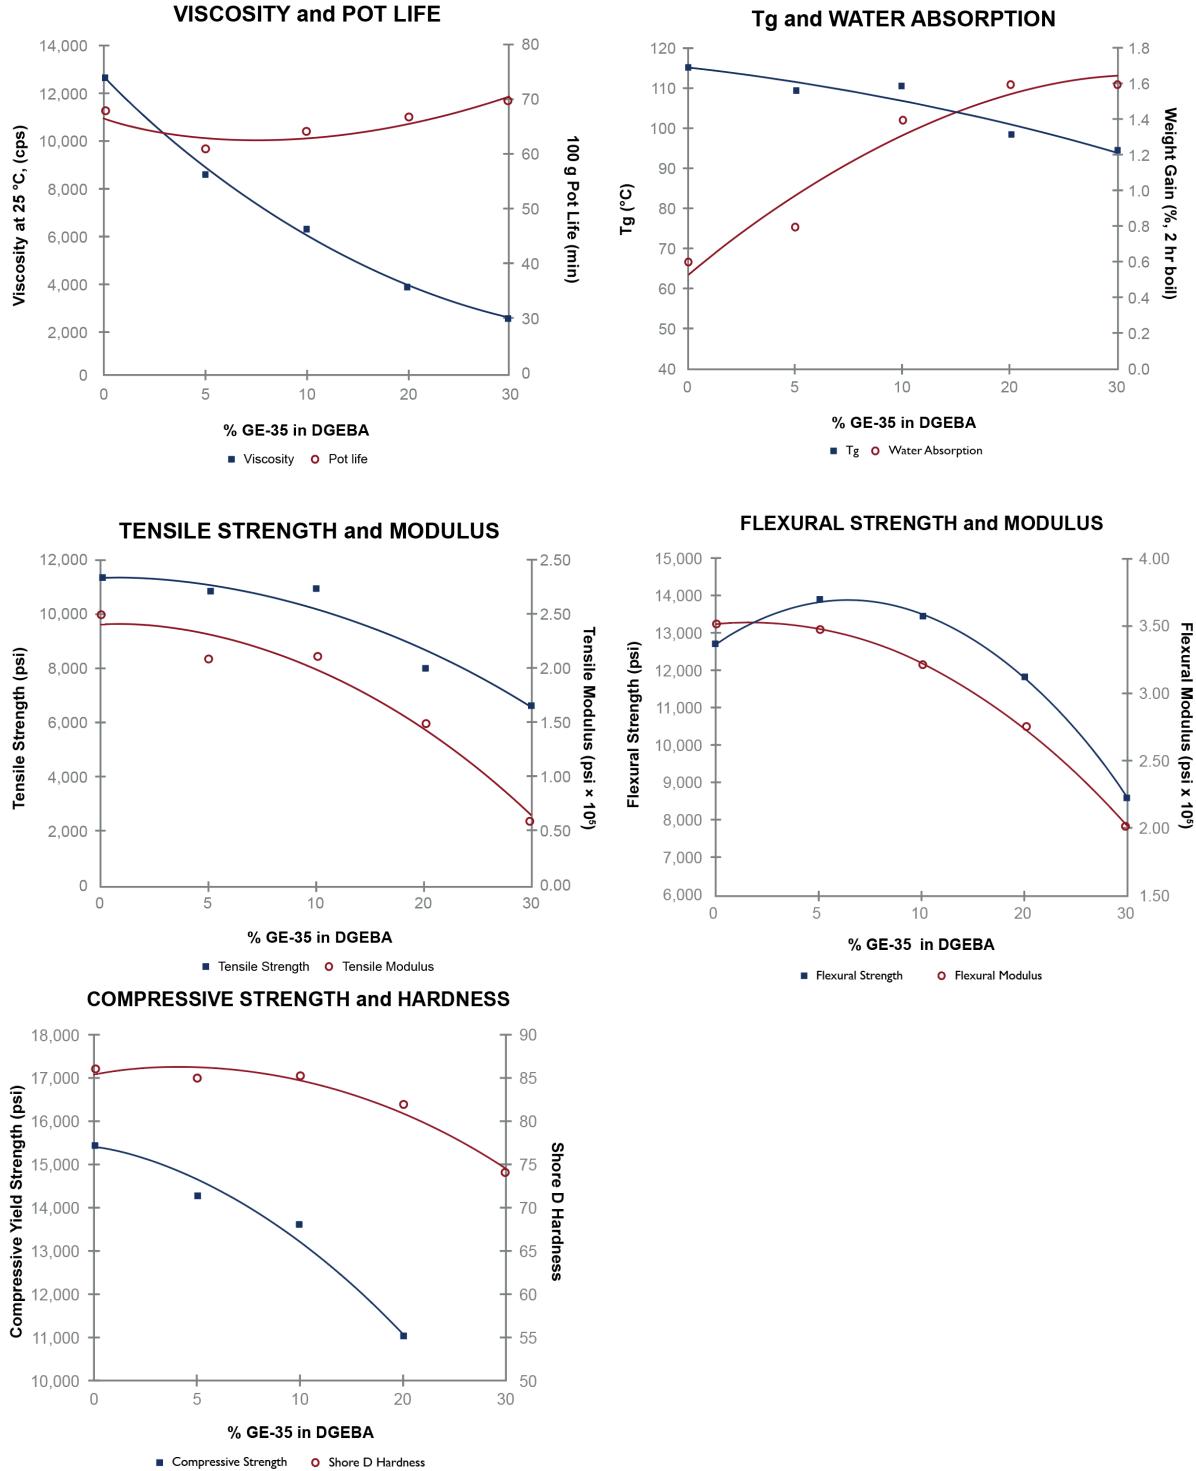 VISCOSITY and POT LIFE
14,000
12,000
10,000
8,000
6,000
4,000
2,000
0
Viscosity at 25 °C, (cps)
80
70
60
50
40
30
0
100 g Pot Life (min)
0 5 10 20 30
% GE-35 in DGEBA
Viscosity Pot life
Tg and WATER ABSORPTION
120
110
100
90
80
70
60
50
40
Tg (°C)
1.8
1.6
1.4
1.2
1.0
0.8
0.6
0.4
0.2
0.0
Weight Gain (%, 2 hr boil)
0 5 10 20 30
% GE-35 in DGEBA
Tg Water Absorption
TENSILE STRENGTH and MODULUS
12,000
10,000
8,000
6,000
4,000
2,000
0
Tensile Strength (psi)
2.50
2.50
2.00
1.50
1.00
0.50
0.00
Tensile Modulus (psi × 10⁵)
0 5 10 20 30
% GE-35 in DGEBA
Tensile Strength Tensile Modulus
FLEXURAL STRENGTH and MODULUS
15,000
14,000
13,000
12,000
11,000
10,000
9,000
8,000
7,000
6,000
Flexural Strength (psi)
4.00
3.50
3.00
2.50
2.00
1.50
Flexural Modulus (psi x 10⁵)
0 5 10 20 30
% GE-35 in DGEBA
Flexural Strength Flexural Modulus
COMPRESSIVE STRENGTH and HARDNESS
18,000
17,000
16,000
15,000
14,000
13,000
12,000
11,000
10,000
Compressive Yield Strength (psi)
90
85
80
75
70
65
60
55
50
Shore D Hardness
0 5 10 20 30
% GE-35 in DGEBA
Compressive Strength Shore D Hardness